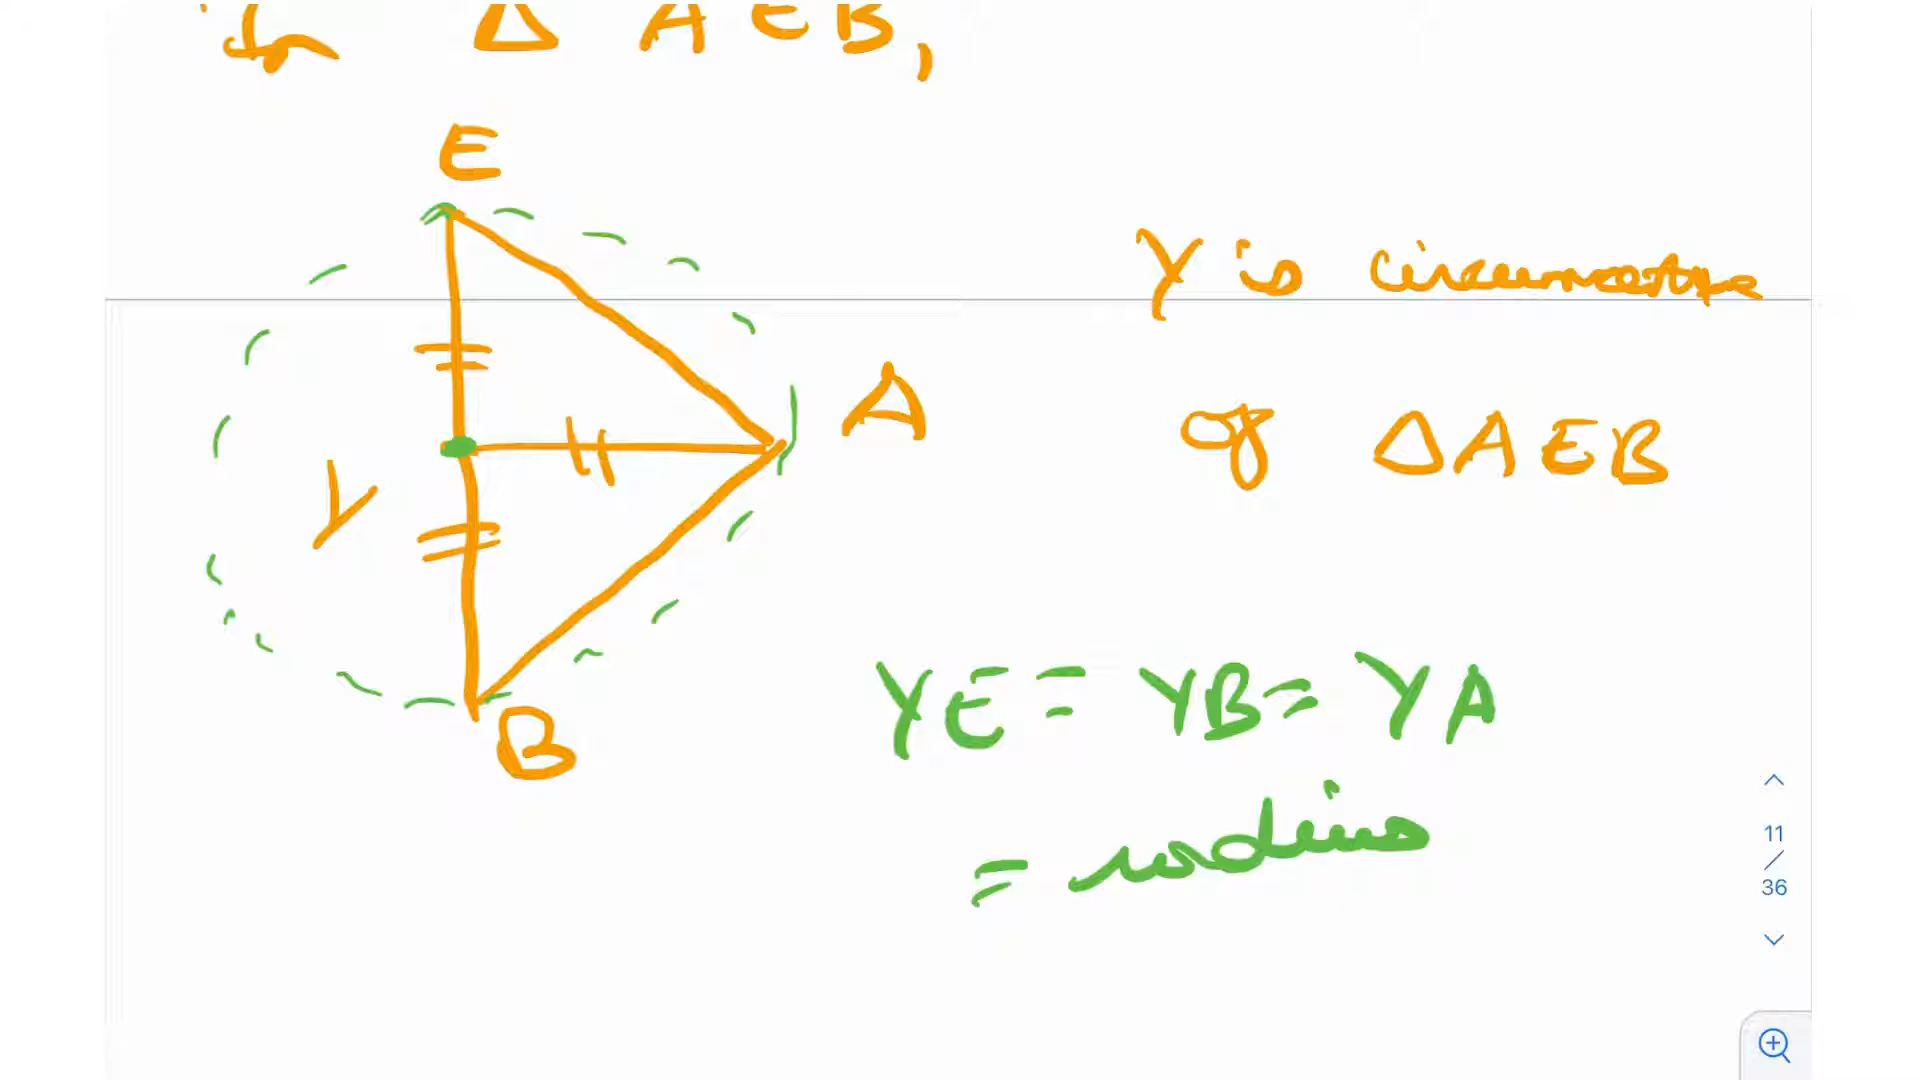 In Δ AEB,
E
Y is circumcentre
A
of ΔAEB
Y
YE = YB = YA
B
= radius
11
/
36